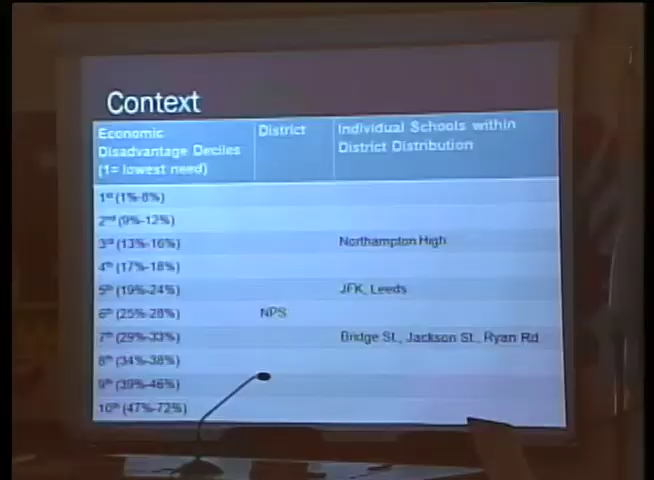 Context
Economic Disadvantage Deciles (1= lowest need) District Individual Schools within District Distribution
1st (1%-8%)
2nd (9%-12%)
3rd (13%-16%) Northampton High
4th (17%-18%)
5th (19%-24%) JFK, Leeds
6th (25%-28%) NPS
7th (29%-33%) Bridge St., Jackson St., Ryan Rd
8th (34%-38%)
9th (39%-46%)
10th (47%-72%)